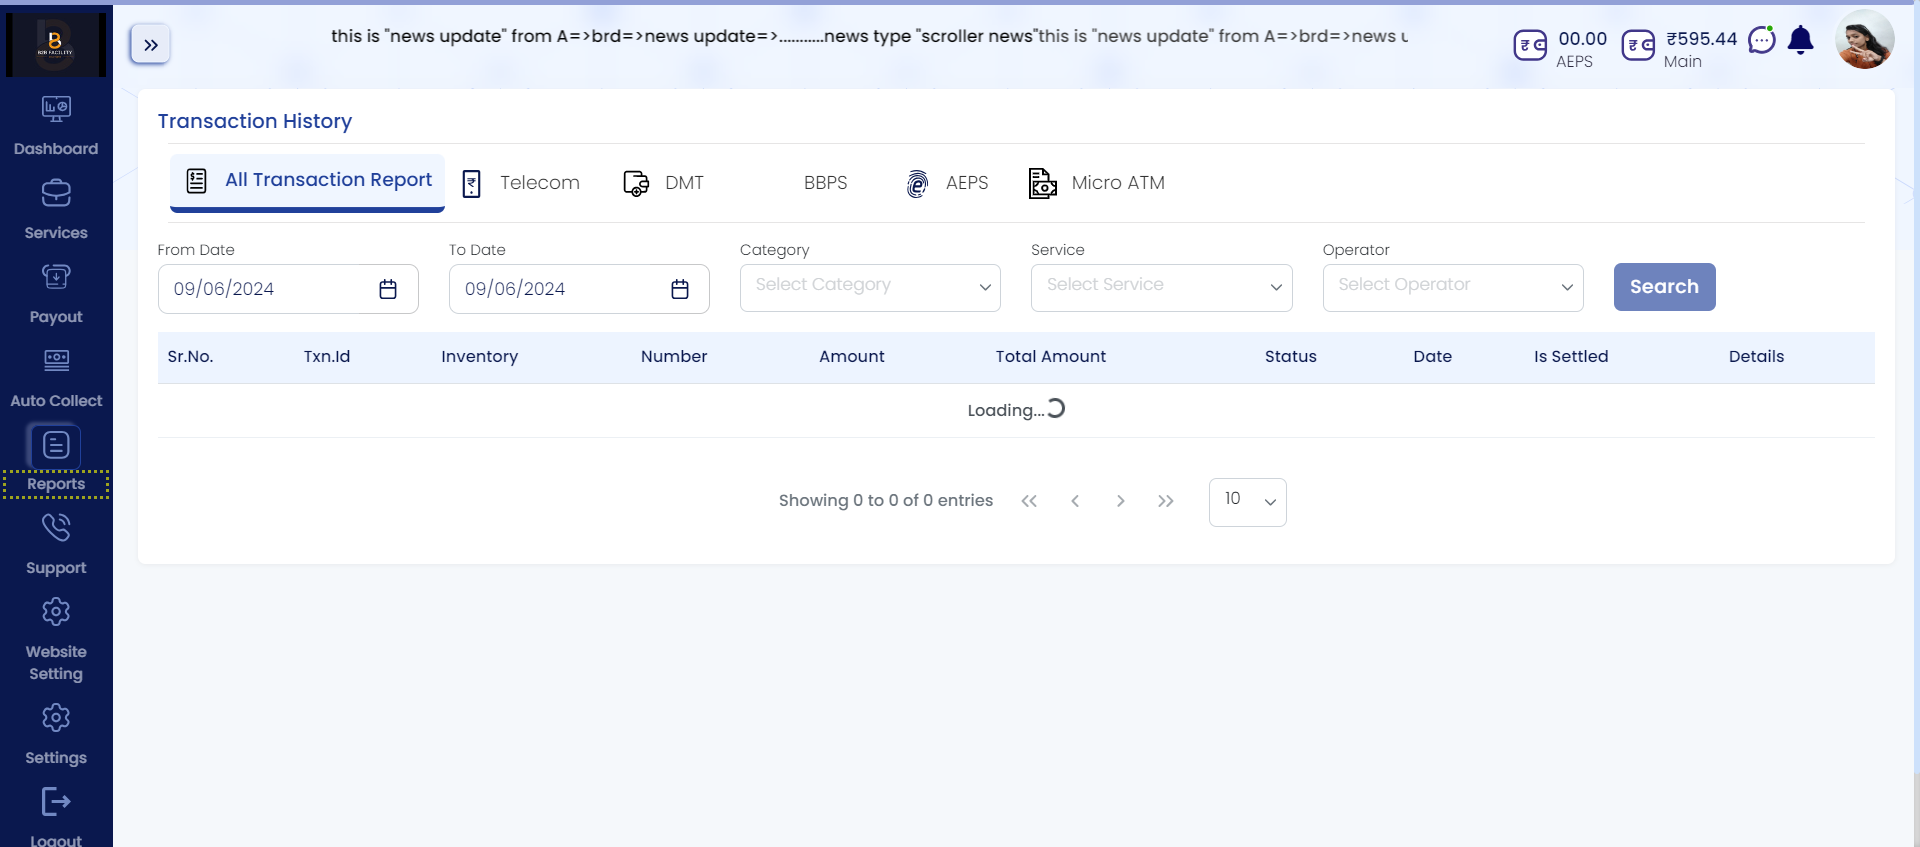 B2B FACILITY
this is "news update" from A=>brd=>news update=>...........news type "scroller news"this is "news update" from A=>brd=>news u
00.00
AEPS
₹595.44
Main
Dashboard
Services
Payout
Auto Collect
Reports
Support
Website
Setting
Settings
Logout
Transaction History
All Transaction Report
Telecom
DMT
BBPS
AEPS
Micro ATM
From Date
To Date
Category
Service
Operator
09/06/2024
09/06/2024
Select Category
Select Service
Select Operator
Search
Sr.No.
Txn.Id
Inventory
Number
Amount
Total Amount
Status
Date
Is Settled
Details
Loading...
Showing 0 to 0 of 0 entries
10